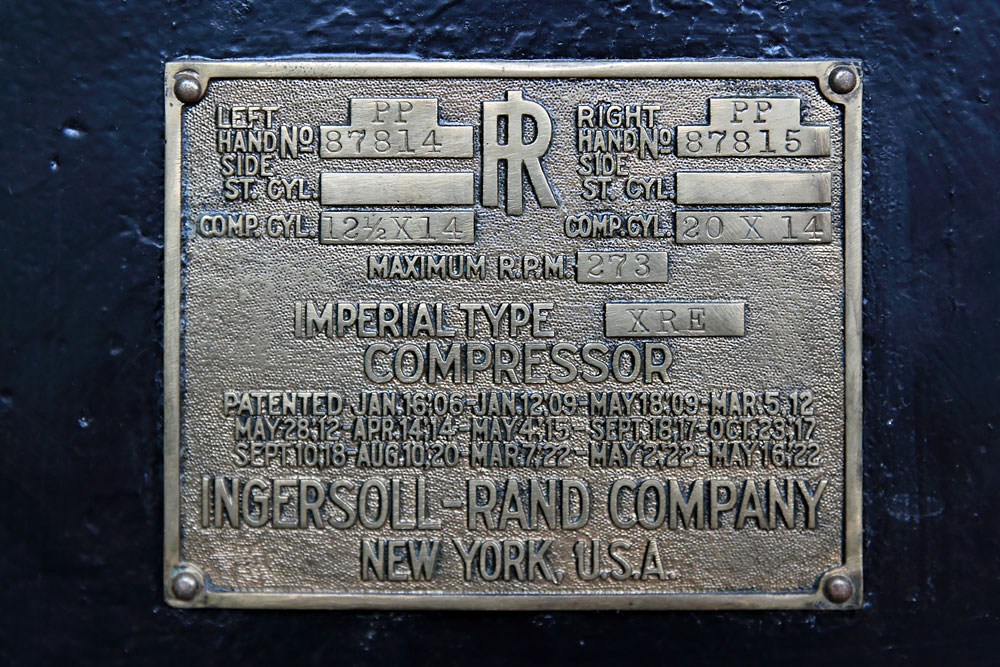 LEFT HAND NO PP 87814
SIDE
ST. CYL.
COMP. CYL. 12½ X 14
IR
RIGHT HAND NO. PP 87815
SIDE
ST. CYL.
COMP. CYL. 20 X 14
MAXIMUM R.P.M. 273
IMPERIAL TYPE XRE
COMPRESSOR
PATENTED JAN. 16,'06-JAN. 12,'09-MAY 18,'09-MAR. 5,'12
MAY 28,'12-APR. 14,'14-MAY 4,'15-SEPT. 18,'17-OCT. 23,'17
SEPT. 10,'18-AUG. 10,'20-MAR. 7,'22-MAY 2,'22-MAY 16,'22
INGERSOLL-RAND COMPANY
NEW YORK, U.S.A.